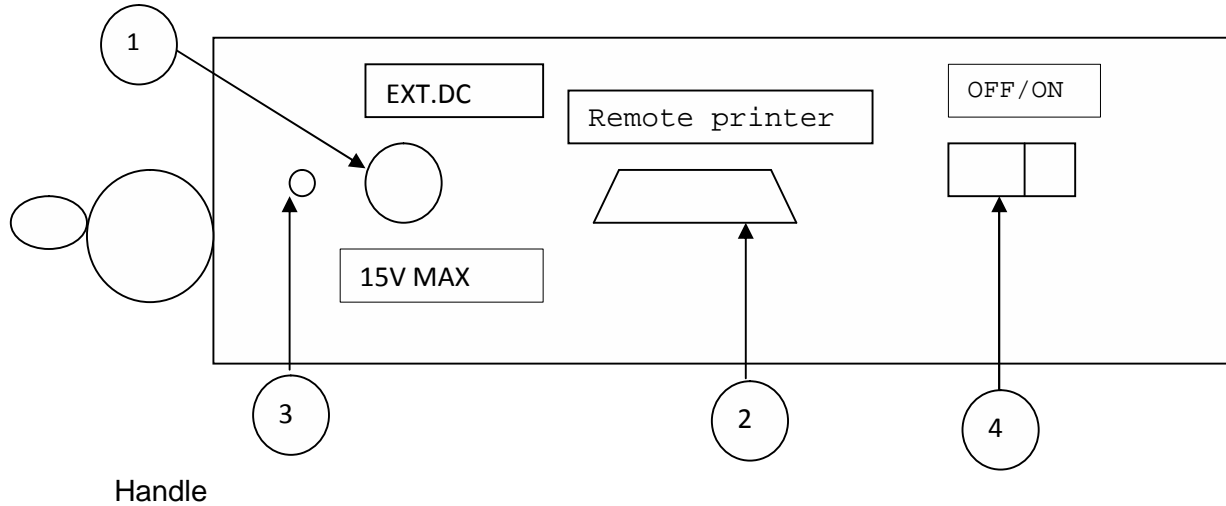 1
EXT.DC
OFF/ON
Remote printer
15V MAX
3
2
4
Handle